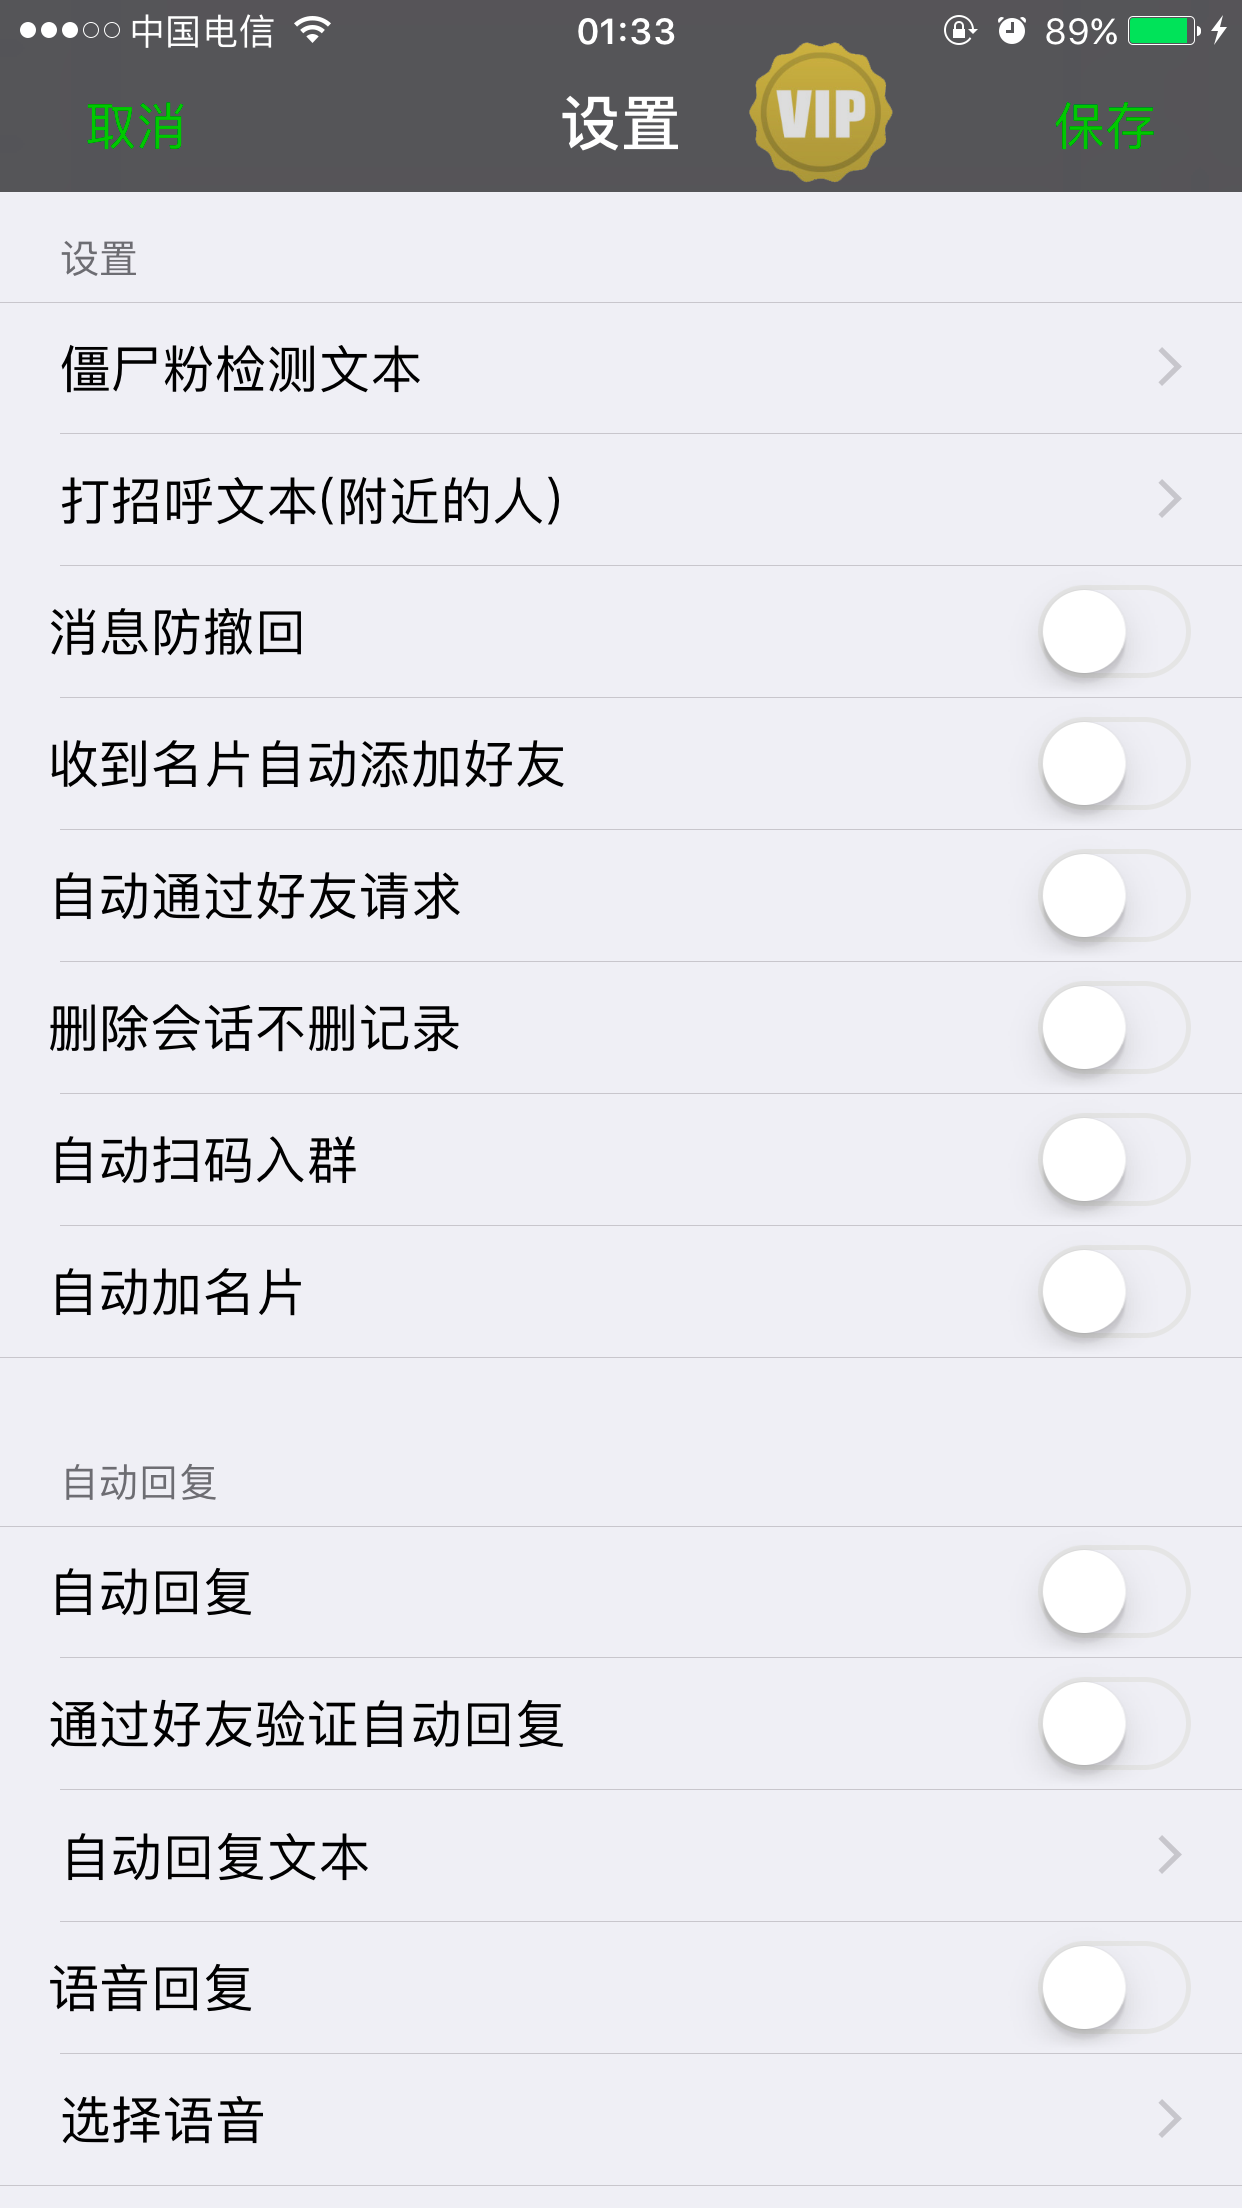 中国电信 01:33 89%
取消 设置 VIP 保存
设置
僵尸粉检测文本
打招呼文本(附近的人)
消息防撤回
收到名片自动添加好友
自动通过好友请求
删除会话不删记录
自动扫码入群
自动加名片
自动回复
自动回复
通过好友验证自动回复
自动回复文本
语音回复
选择语音